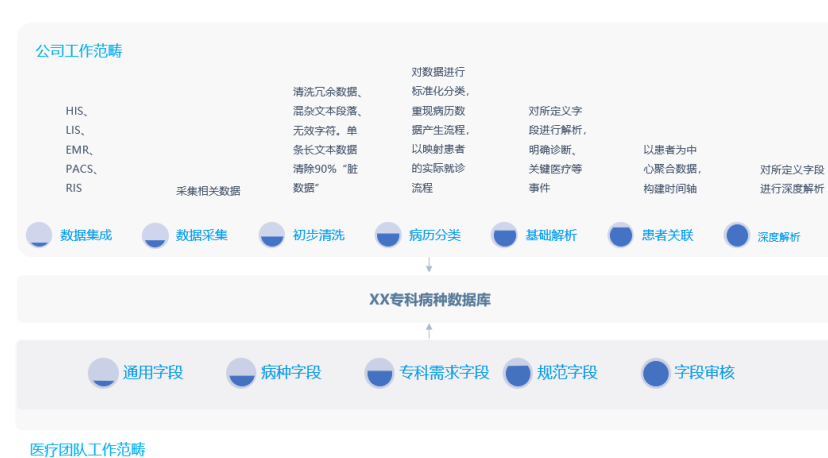 公司工作范畴
HIS、
LIS、
EMR、
PACS、
RIS
采集相关数据
清洗冗余数据、
混杂文本段落、
无效字符。单
条长文本数据
清除90%“脏
数据”
对数据进行
标准化分类，
重现病历数
据产生流程，
以映射患者
的实际就诊
流程
对所定义字
段进行解析，
明确诊断、
关键医疗等
事件
以患者为中
心聚合数据，
构建时间轴
对所定义字段
进行深度解析
数据集成
数据采集
初步清洗
病历分类
基础解析
患者关联
深度解析
XX专科病种数据库
通用字段
病种字段
专科需求字段
规范字段
字段审核
医疗团队工作范畴